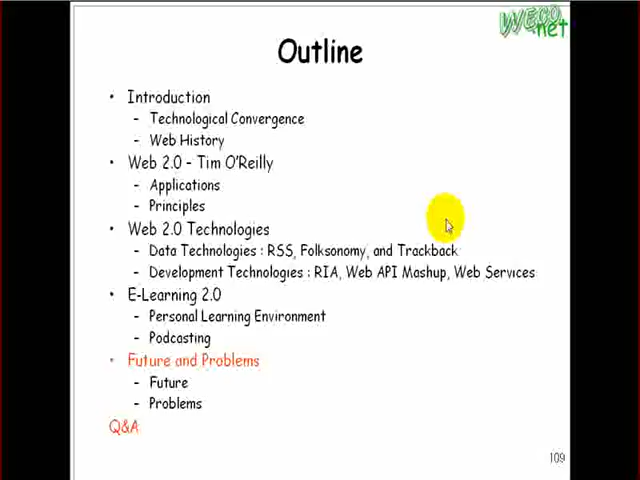 WECO
.net
Outline
• Introduction
– Technological Convergence
– Web History
• Web 2.0 – Tim O'Reilly
– Applications
– Principles
• Web 2.0 Technologies
– Data Technologies : RSS, Folksonomy, and Trackback
– Development Technologies : RIA, Web API Mashup, Web Services
• E-Learning 2.0
– Personal Learning Environment
– Podcasting
• Future and Problems
– Future
– Problems
Q&A
109